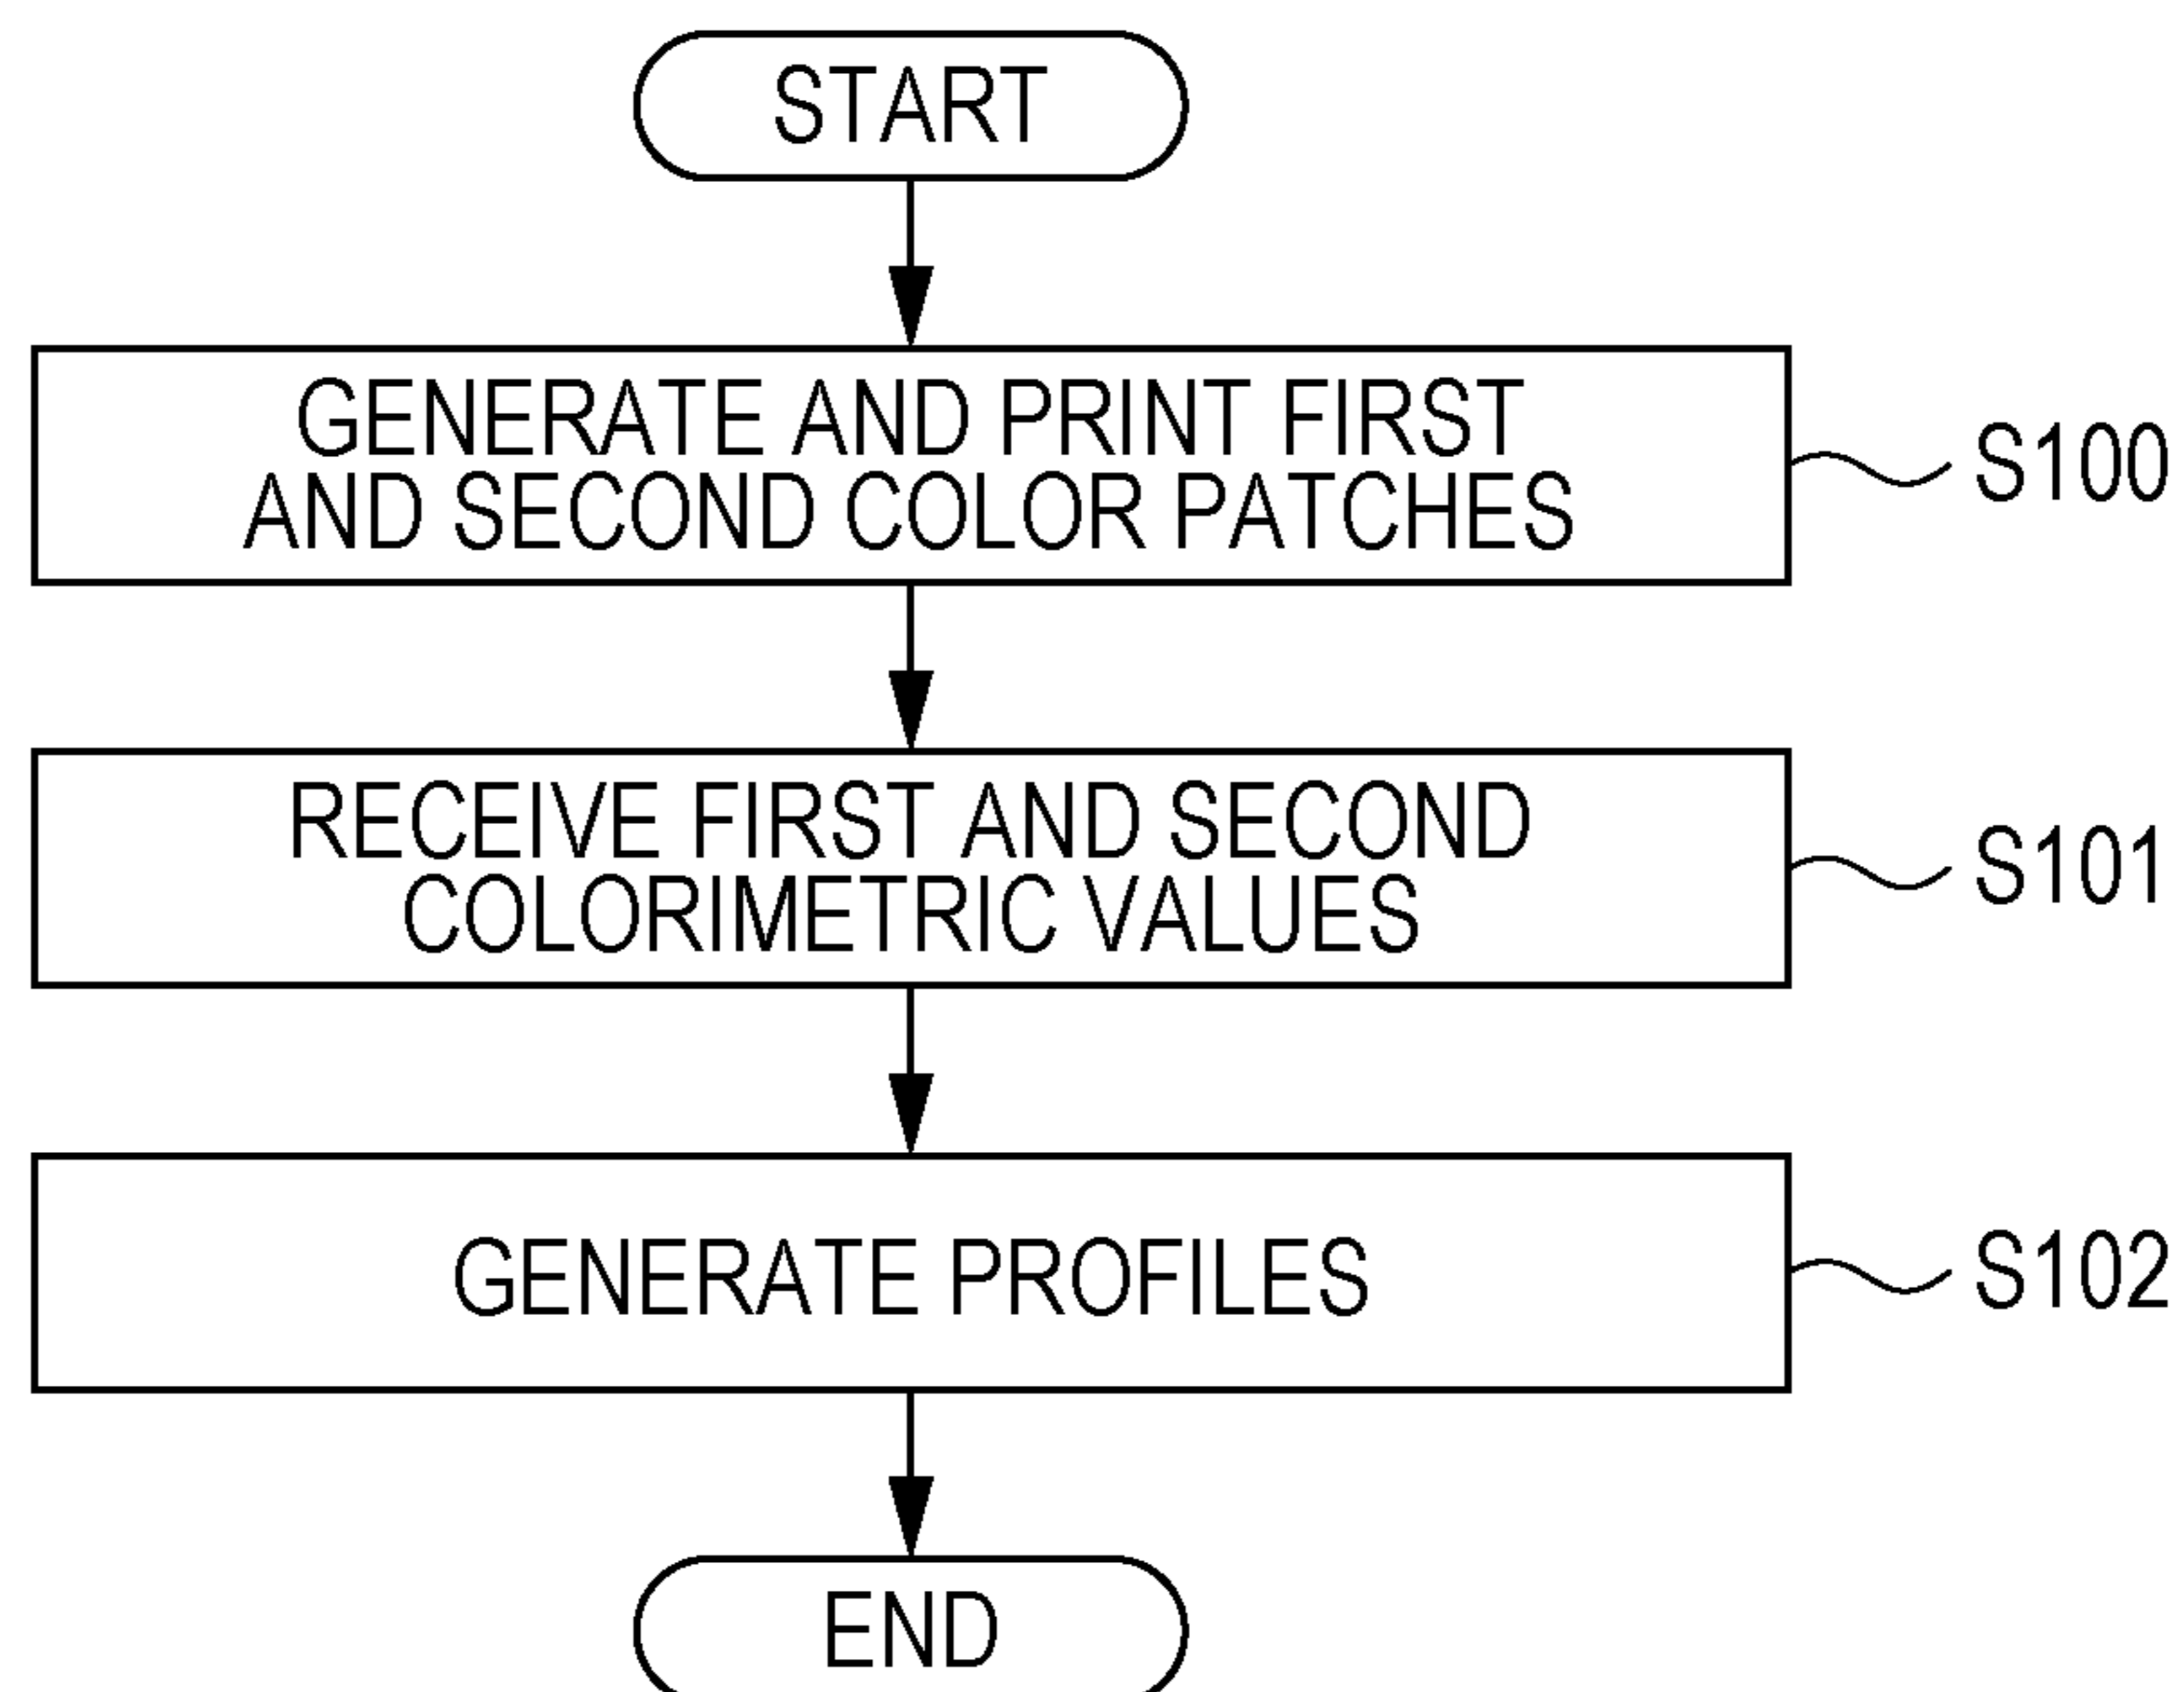 START
GENERATE AND PRINT FIRST
AND SECOND COLOR PATCHES
S100
RECEIVE FIRST AND SECOND
COLORIMETRIC VALUES
S101
GENERATE PROFILES
S102
END